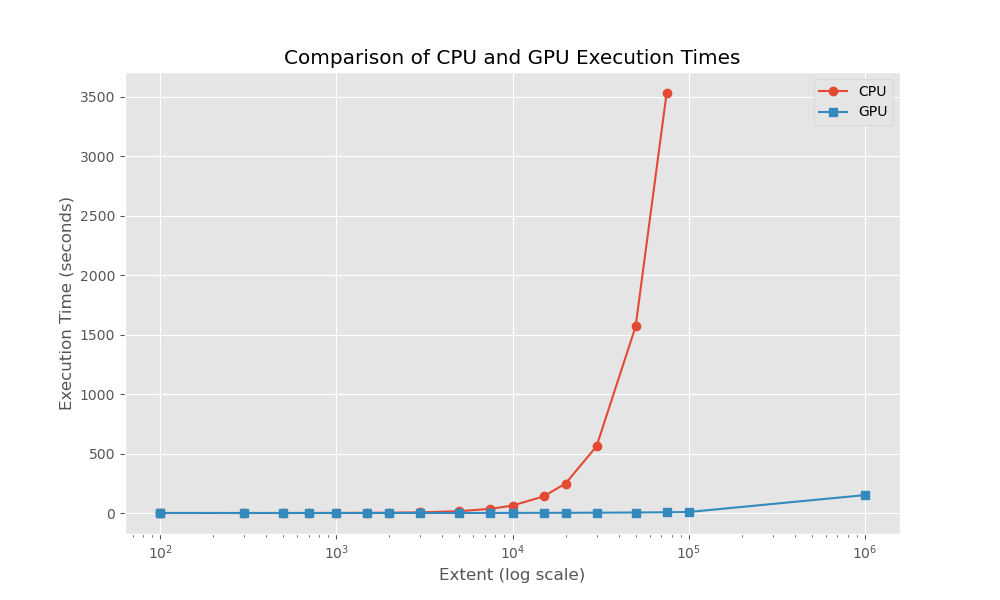 Comparison of CPU and GPU Execution Times
CPU
GPU
Execution Time (seconds)
3500
3000
2500
2000
1500
1000
500
0
10² 10³ 10⁴ 10⁵ 10⁶
Extent (log scale)